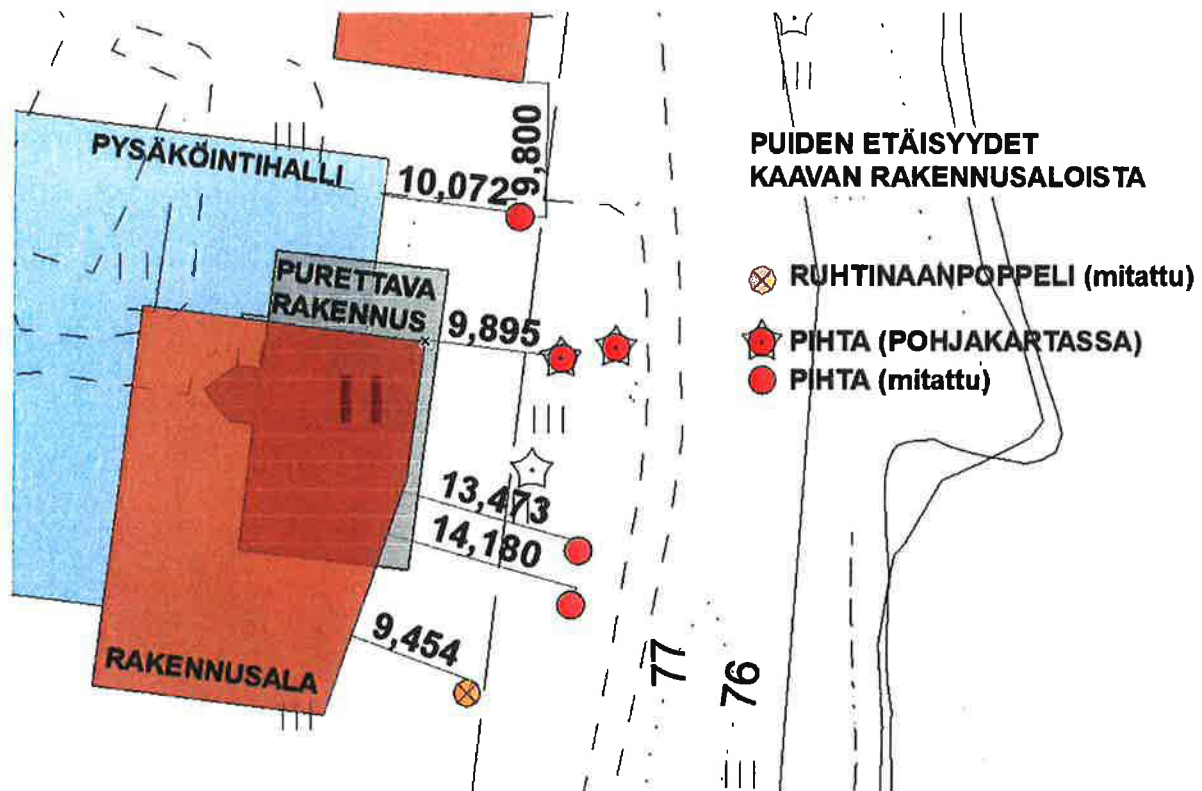 PYSÄKÖINTIHALLI
10,072
9,800
PURETTAVA
RAKENNUS
9,895
13,473
14,180
9,454
RAKENNUSALA
77
76
PUIDEN ETÄISYYDET
KAAVAN RAKENNUSALOISTA
RUHTINAANPOPPELI (mitattu)
PIHTA (POHJAKARTASSA)
PIHTA (mitattu)